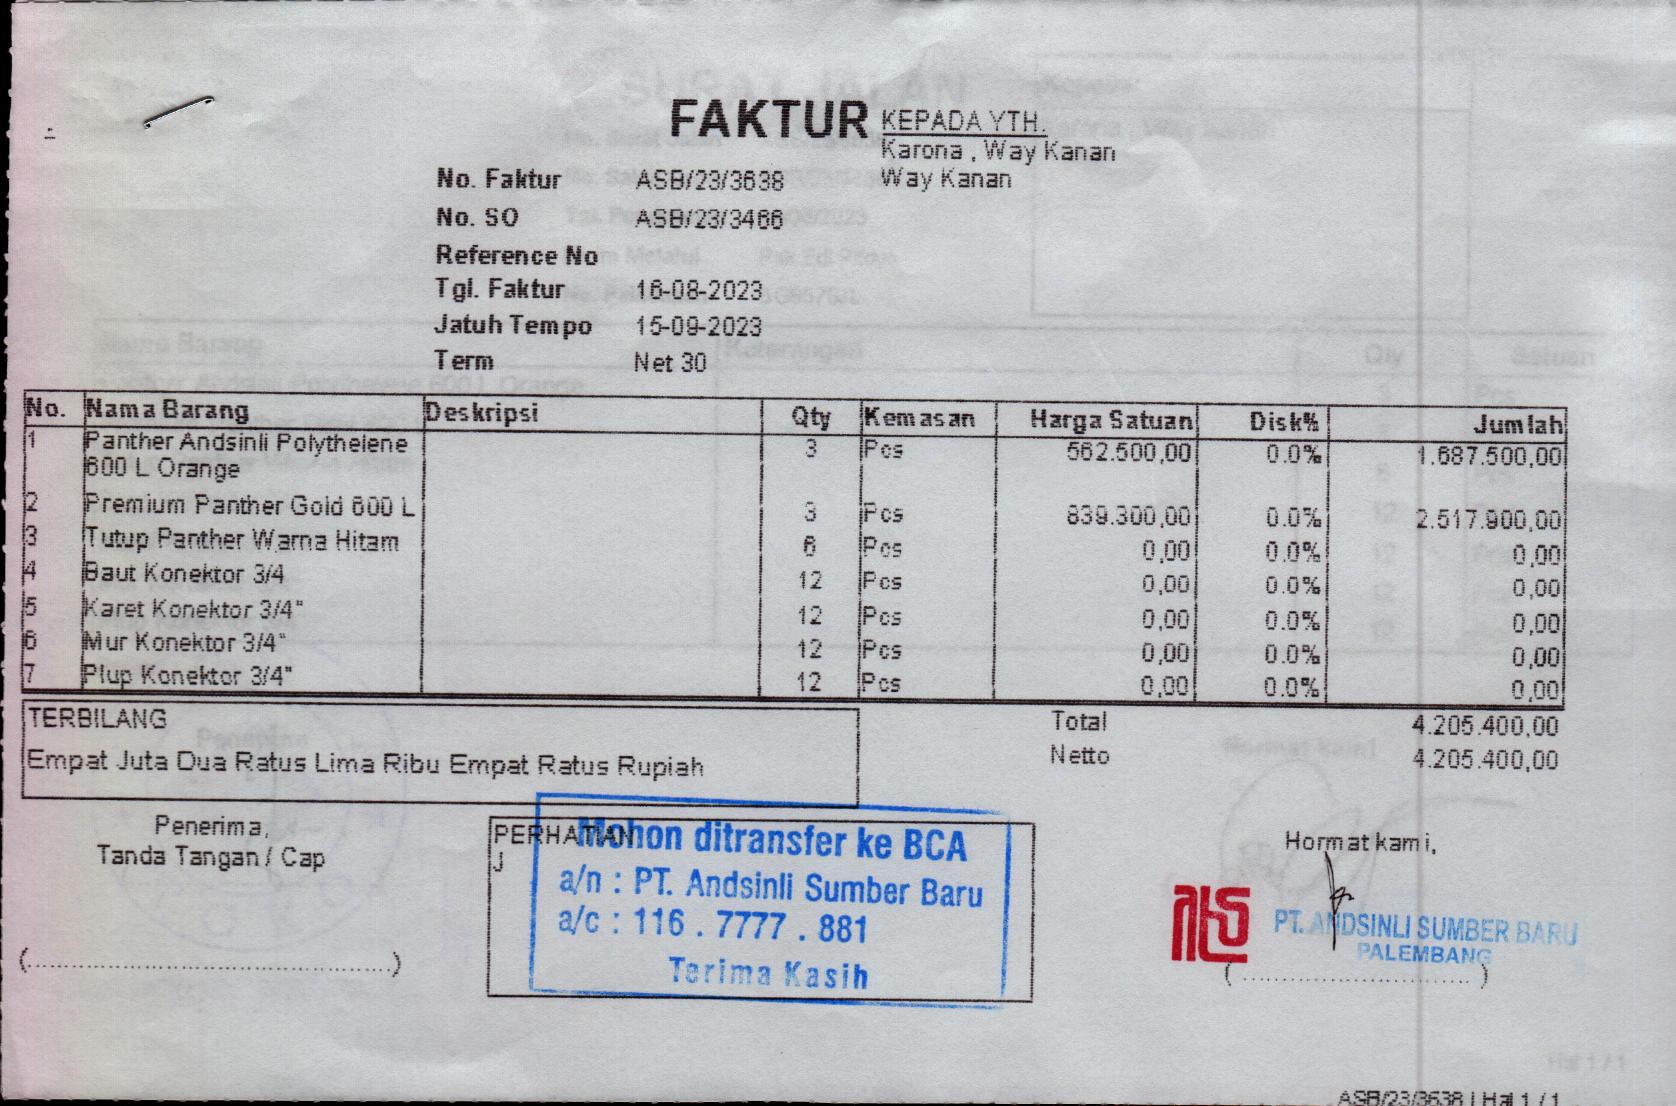 FAKTUR
KEPADA YTH.
Karona , Way Kanan
Way Kanan
No. Faktur ASB/23/3638
No. SO ASB/23/3466
Reference No
Tgl. Faktur 16-08-2023
Jatuh Tempo 15-09-2023
Term Net 30
No. Nama Barang Deskripsi Qty Kemasan Harga Satuan Disk% Jumlah
1 Panther Andsinli Polythelene 3 Pcs 562.500,00 0.0% 1.687.500,00
600 L Orange
2 Premium Panther Gold 600 L 3 Pcs 839.300,00 0.0% 2.517.900,00
3 Tutup Panther Warna Hitam 6 Pcs 0,00 0.0% 0,00
4 Baut Konektor 3/4 12 Pcs 0,00 0.0% 0,00
5 Karet Konektor 3/4" 12 Pcs 0,00 0.0% 0,00
6 Mur Konektor 3/4" 12 Pcs 0,00 0.0% 0,00
7 Plup Konektor 3/4" 12 Pcs 0,00 0.0% 0,00
TERBILANG
Empat Juta Dua Ratus Lima Ribu Empat Ratus Rupiah
Total 4.205.400,00
Netto 4.205.400,00
Penerima,
Tanda Tangan / Cap
PERHATIAN
J
Mohon ditransfer ke BCA
a/n : PT. Andsinli Sumber Baru
a/c : 116 . 7777 . 881
Terima Kasih
Hormat kami,
PT. ANDSINLI SUMBER BARU
PALEMBANG
ASB/23/3638 | Hal 1 / 1